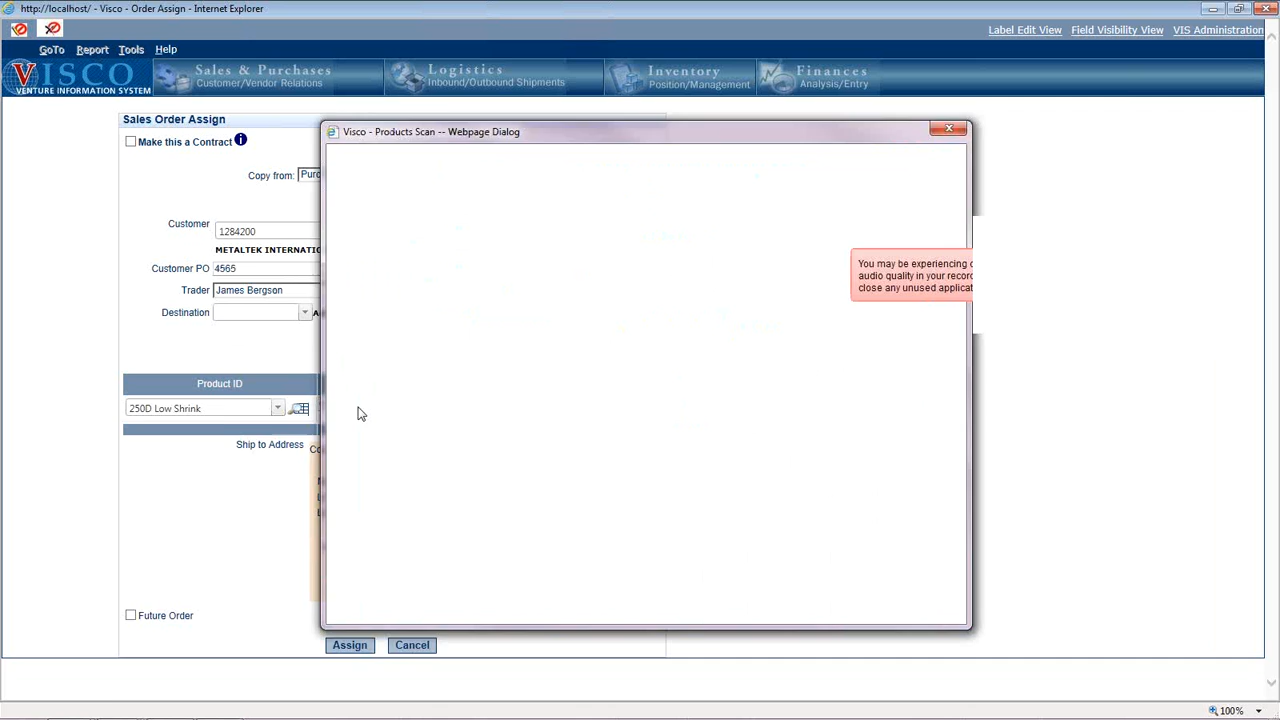 http://localhost/ - Visco - Order Assign - Internet Explorer
Label Edit View Field Visibility View VIS Administration
GoTo Report Tools Help
VISCO
VENTURE INFORMATION SYSTEM
Sales & Purchases
Customer/Vendor Relations
Logistics
Inbound/Outbound Shipments
Inventory
Position/Management
Finances
Analysis/Entry
Sales Order Assign
Make this a Contract
Copy from:
Customer 1284200
METALTEK
Customer PO 4565
Trader James Bergson
Destination
Product ID
250D Low Shrink
Ship to Address
Future Order
Assign Cancel
Visco - Products Scan -- Webpage Dialog
You may be experiencing
audio quality in your
close any unused
100%